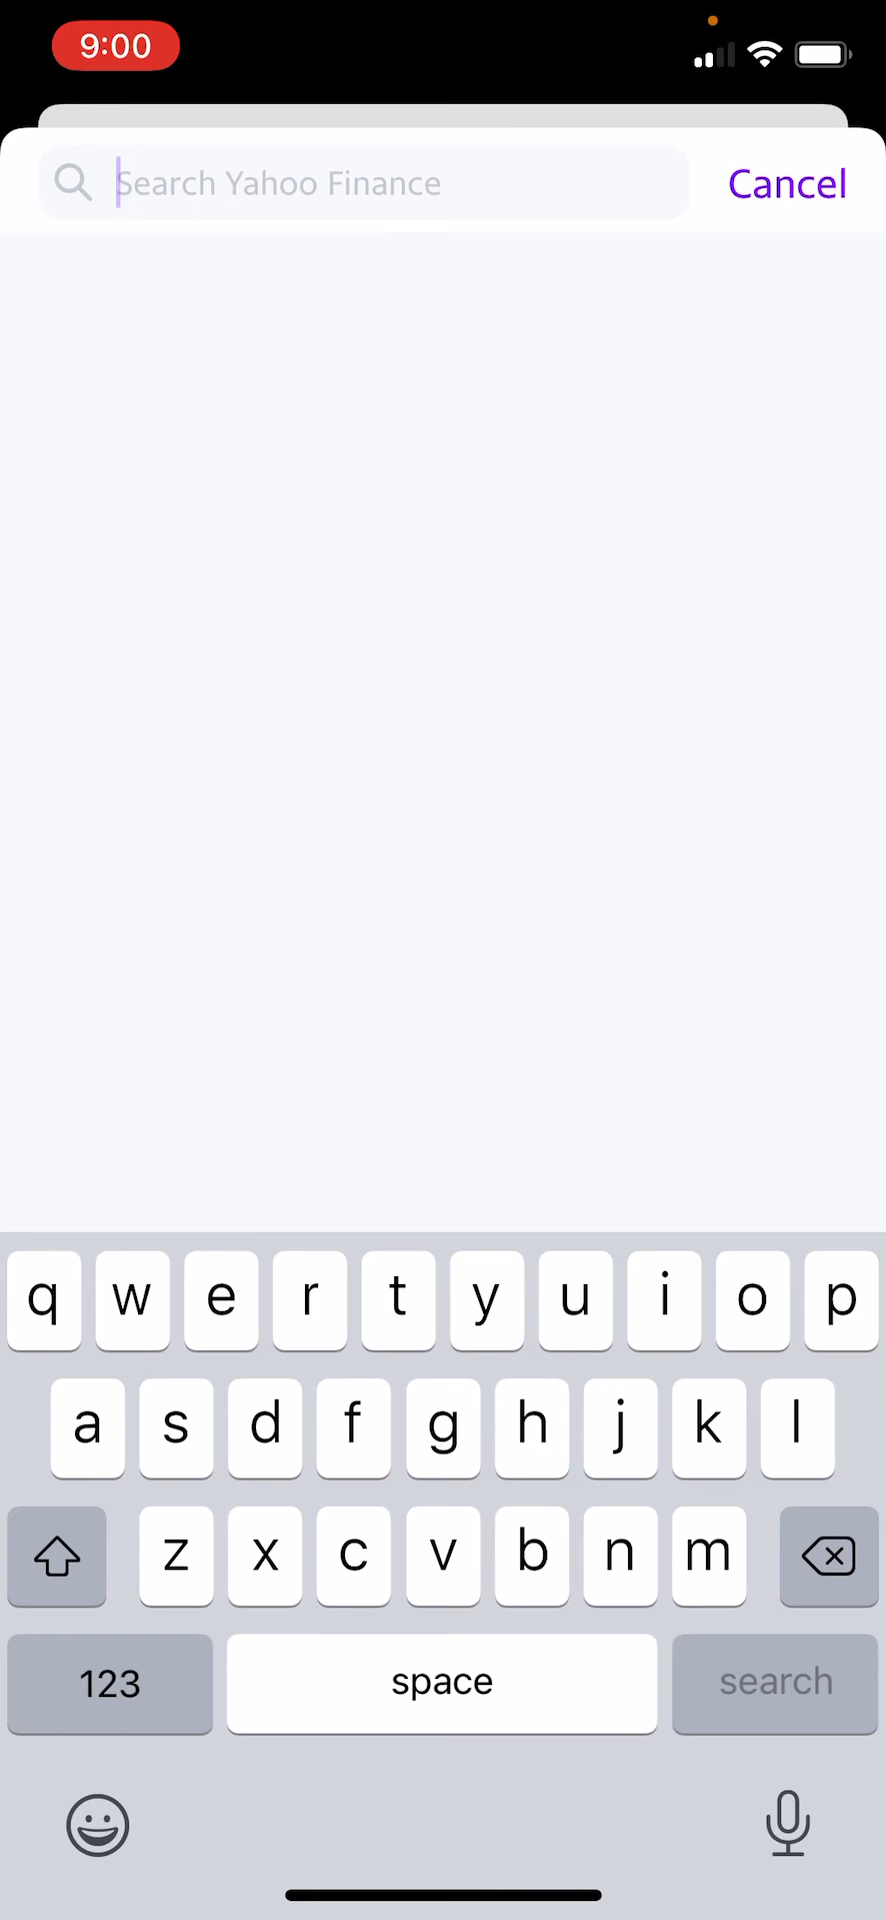 9:00
Search Yahoo Finance
Cancel
q w e r t y u i o p
a s d f g h j k l
z x c v b n m
123 space search